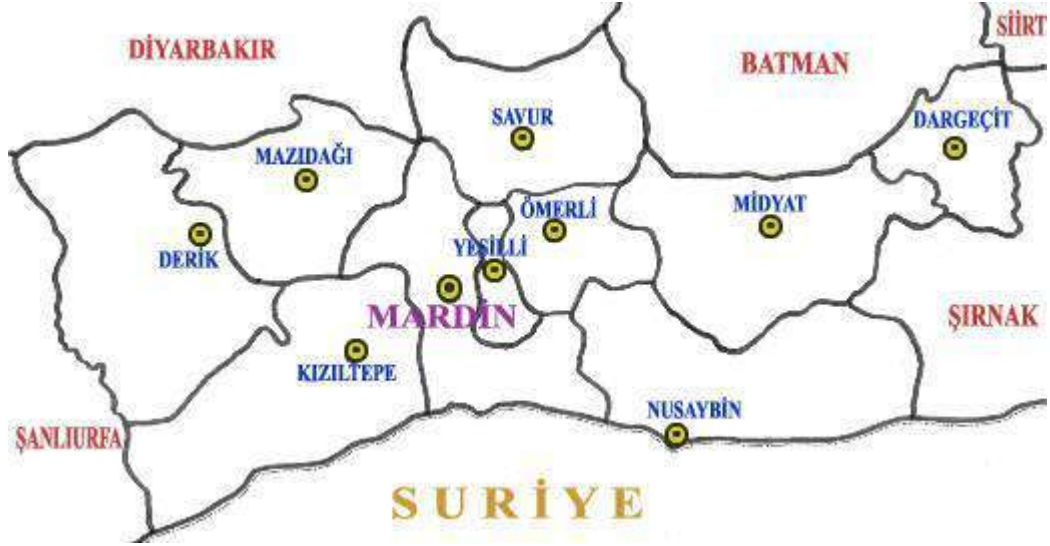 SİİRT
DİYARBAKIR
BATMAN
SAVUR
DARGEÇİT
MAZIDAĞI
MİDYAT
ÖMERLİ
YEŞİLLİ
DERİK
MARDİN
ŞIRNAK
KIZILTEPE
NUSAYBİN
ŞANLIURFA
SURİYE